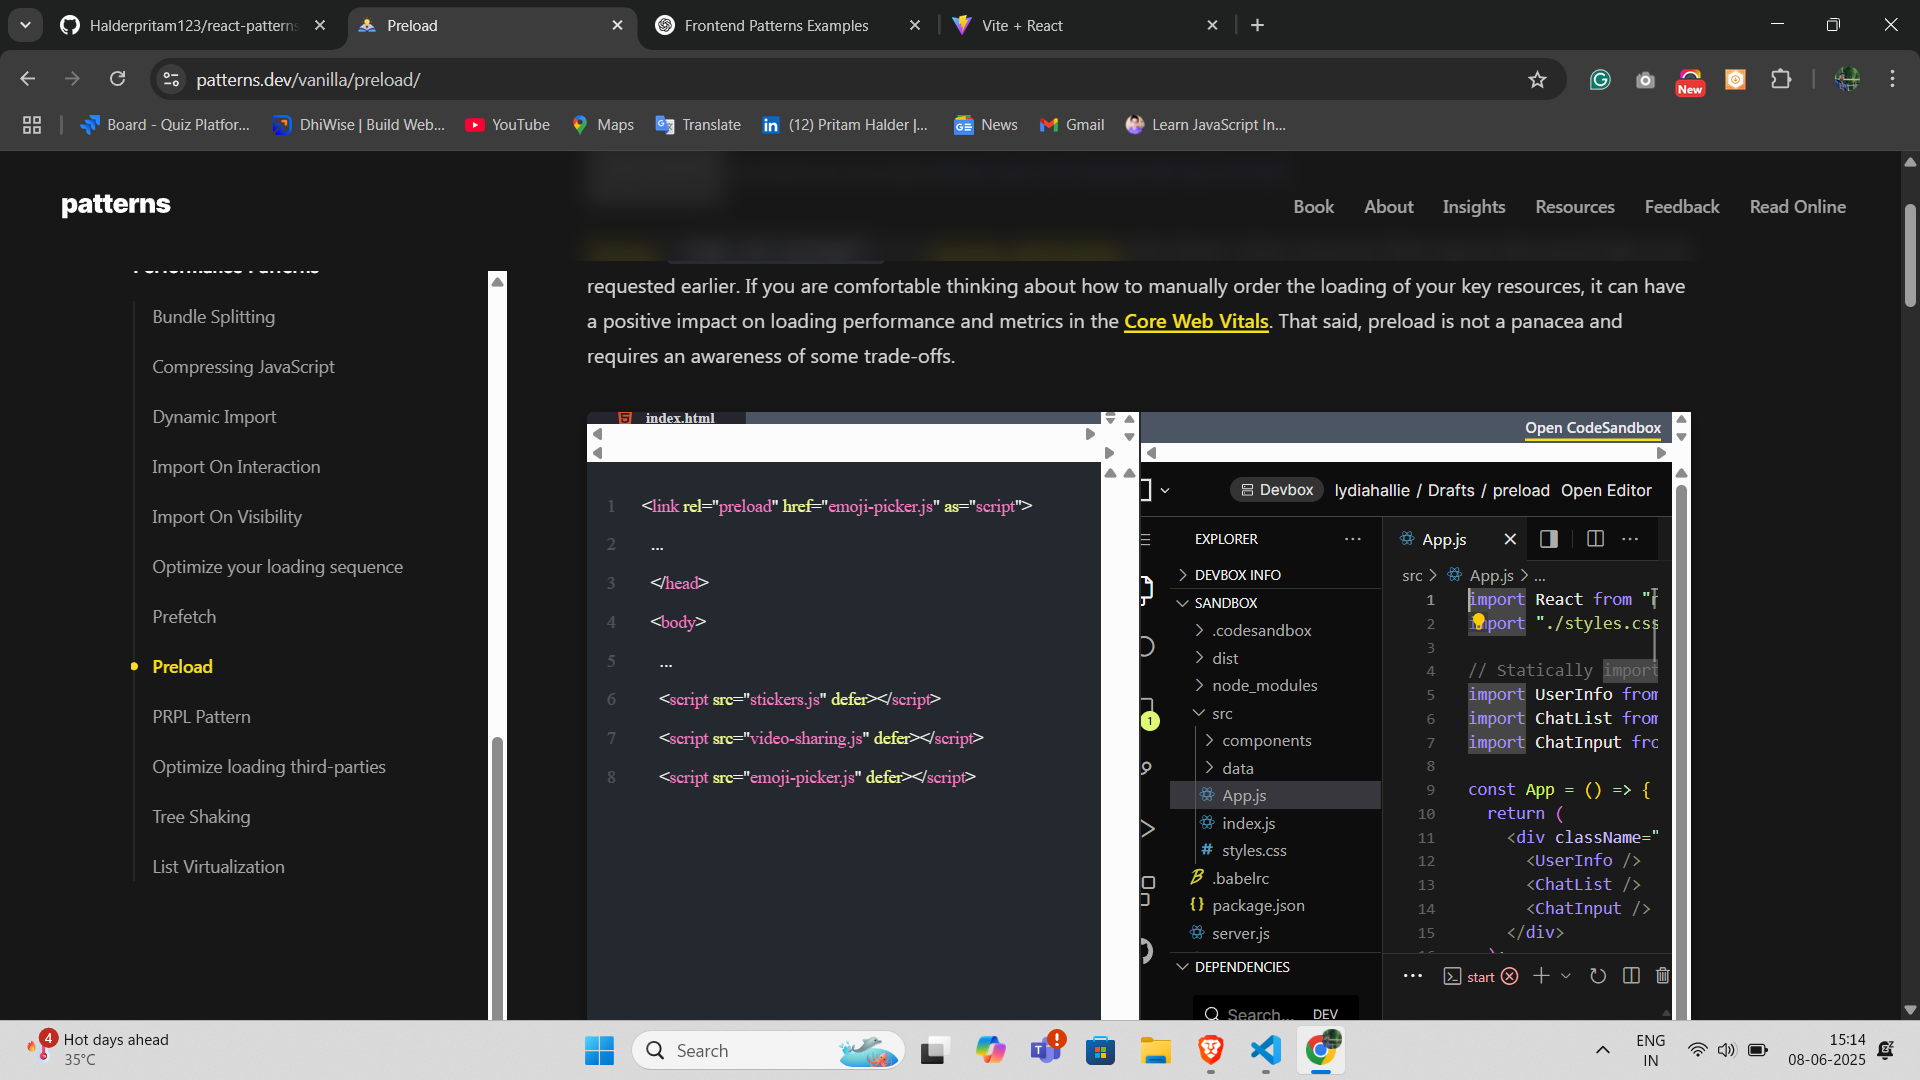 Halderpritam123/react-patterns
Preload
Frontend Patterns Examples
Vite + React
patterns.dev/vanilla/preload/
New
Board - Quiz Platfor...
DhiWise | Build Web...
YouTube
Maps
Translate
(12) Pritam Halder |...
News
Gmail
Learn JavaScript In...
patterns
Book
About
Insights
Resources
Feedback
Read Online
Performance Patterns
Bundle Splitting
Compressing JavaScript
Dynamic Import
Import On Interaction
Import On Visibility
Optimize your loading sequence
Prefetch
Preload
PRPL Pattern
Optimize loading third-parties
Tree Shaking
List Virtualization
requested earlier. If you are comfortable thinking about how to manually order the loading of your key resources, it can have
a positive impact on loading performance and metrics in the Core Web Vitals. That said, preload is not a panacea and
requires an awareness of some trade-offs.
index.html
1 <link rel="preload" href="emoji-picker.js" as="script">
2 ...
3 </head>
4 <body>
5 ...
6 <script src="stickers.js" defer></script>
7 <script src="video-sharing.js" defer></script>
8 <script src="emoji-picker.js" defer></script>
Open CodeSandbox
Devbox lydiahallie / Drafts / preload Open Editor
EXPLORER
DEVBOX INFO
SANDBOX
.codesandbox
dist
node_modules
src
components
data
App.js
index.js
styles.css
.babelrc
package.json
server.js
DEPENDENCIES
Search... DEV
1
App.js
src > App.js > ...
1 import React from "r
2 import "./styles.css
3
4 // Statically import
5 import UserInfo from
6 import ChatList from
7 import ChatInput fro
8
9 const App = () => {
10 return (
11 <div className="
12 <UserInfo />
13 <ChatList />
14 <ChatInput />
15 </div>
start
4
Hot days ahead
35°C
Search
ENG
IN
15:14
08-06-2025